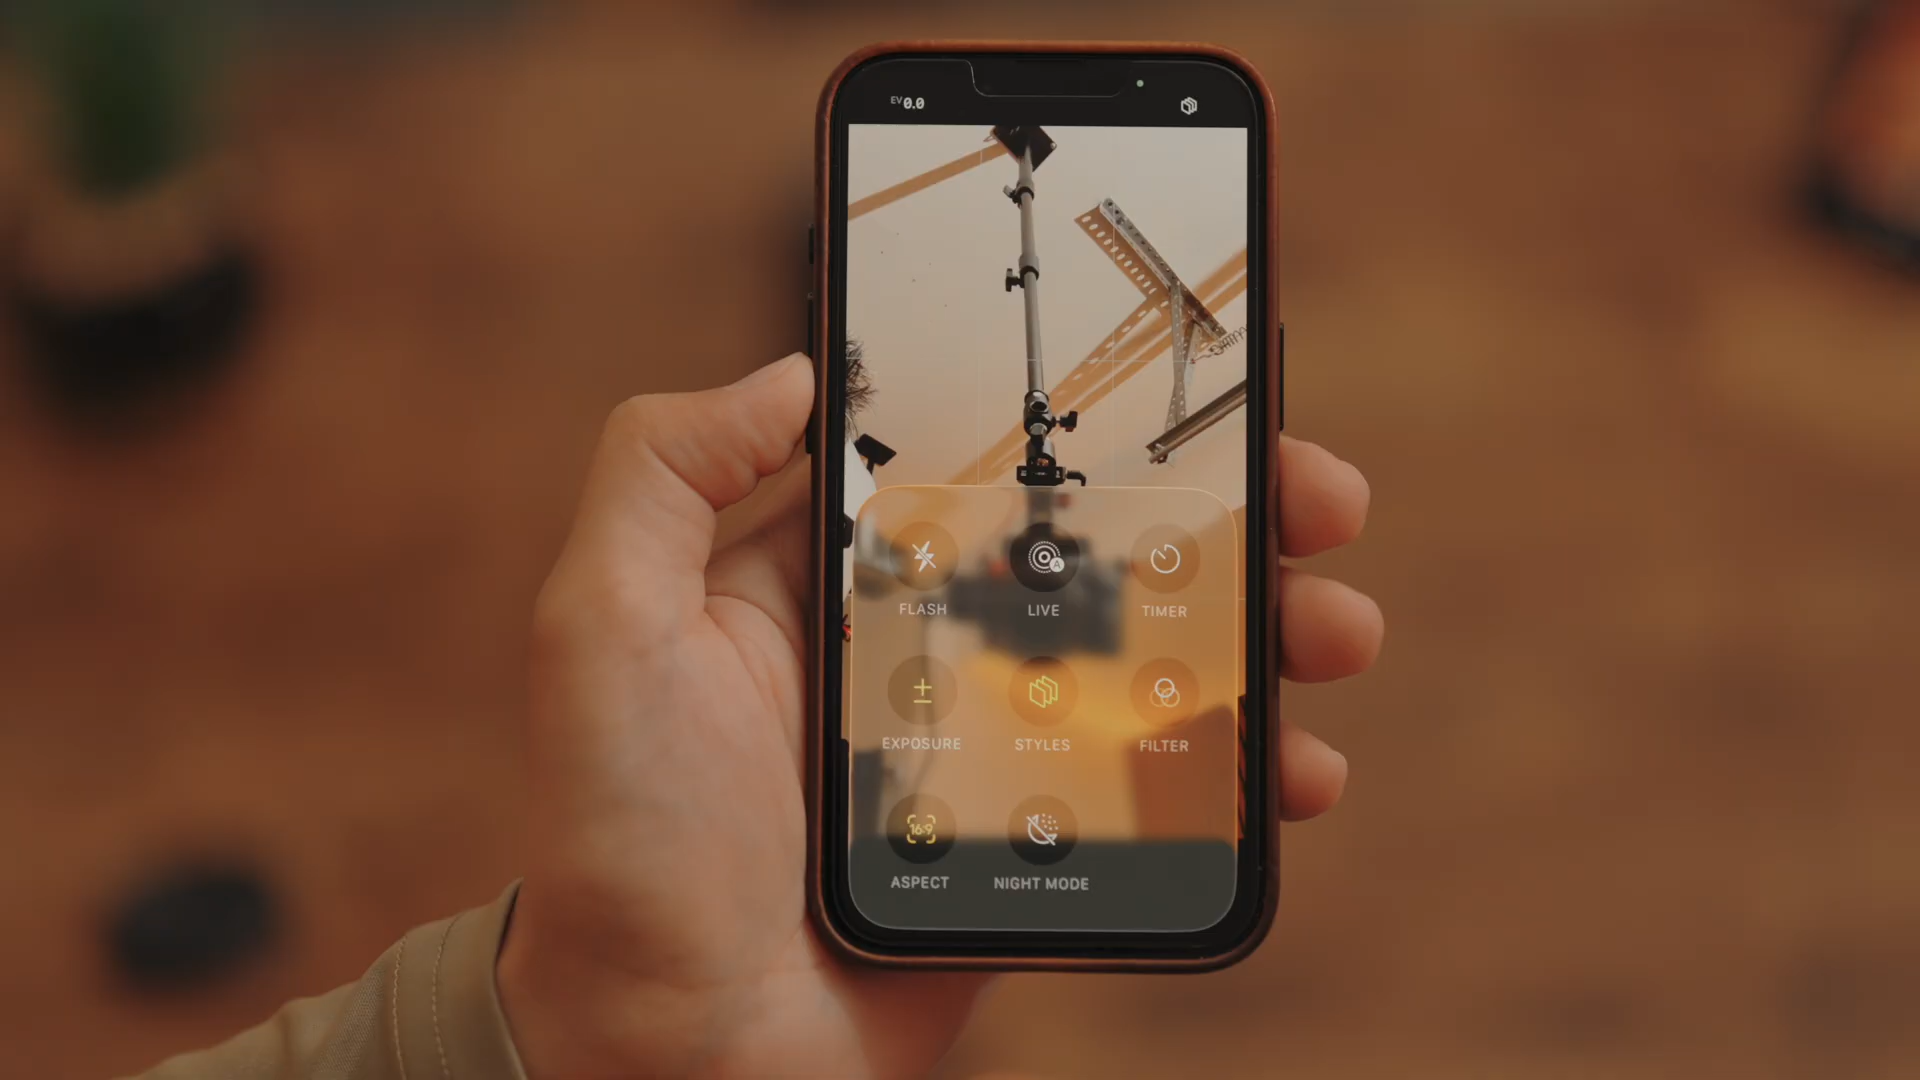 EV 0.0
A
FLASH LIVE TIMER
EXPOSURE STYLES FILTER
16:9
ASPECT NIGHT MODE